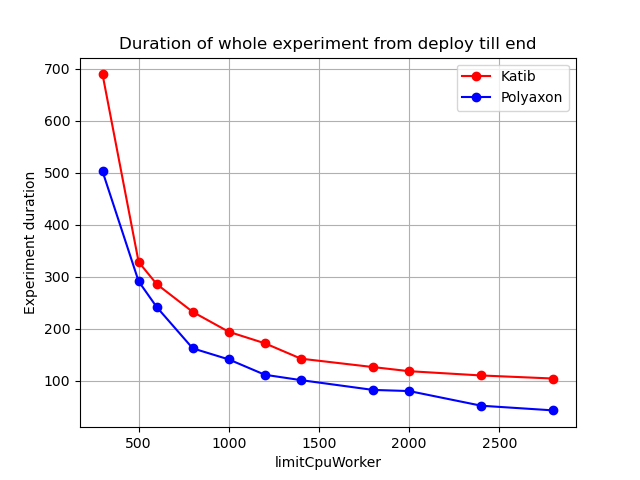 Duration of whole experiment from deploy till end
Katib
Polyaxon
700
600
500
400
300
200
100
Experiment duration
500
1000
1500
2000
2500
limitCpuWorker